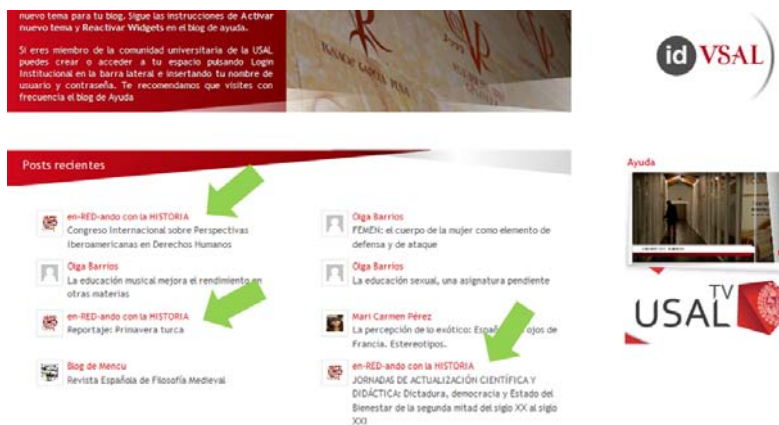 nuevo tema para tu blog. Sigue las instrucciones de Activar
nuevo tema y Reactivar Widgets en el blog de ayuda.
Si eres miembro de la comunidad universitaria de la USAL
puedes crear o acceder a tu espacio pulsando Login
Institucional en la barra lateral e insertando tu nombre de
usuario y contraseña. Te recomendamos que visites con
frecuencia el blog de Ayuda
IGNACIO GARCIA PEÑA
id VSAL
Posts recientes
en-RED-ando con la HISTORIA
Congreso Internacional sobre Perspectivas
Iberoamericanas en Derechos Humanos
Olga Barrios
La educación musical mejora el rendimiento en
otras materias
en-RED-ando con la HISTORIA
Reportaje: Primavera turca
Blog de Mencu
Revista Española de Filosofía Medieval
Olga Barrios
FEMEN: el cuerpo de la mujer como elemento de
defensa y de ataque
Olga Barrios
La educación sexual, una asignatura pendiente
Mari Carmen Pérez
La percepción de lo exótico: ojos de
Francia. Estereotipos.
en-RED-ando con la HISTORIA
JORNADAS DE ACTUALIZACIÓN CIENTÍFICA Y
DIDÁCTICA: Dictadura, democracia y Estado del
Bienestar de la segunda mitad del siglo XX al siglo
XXI
Ayuda
USAL TV